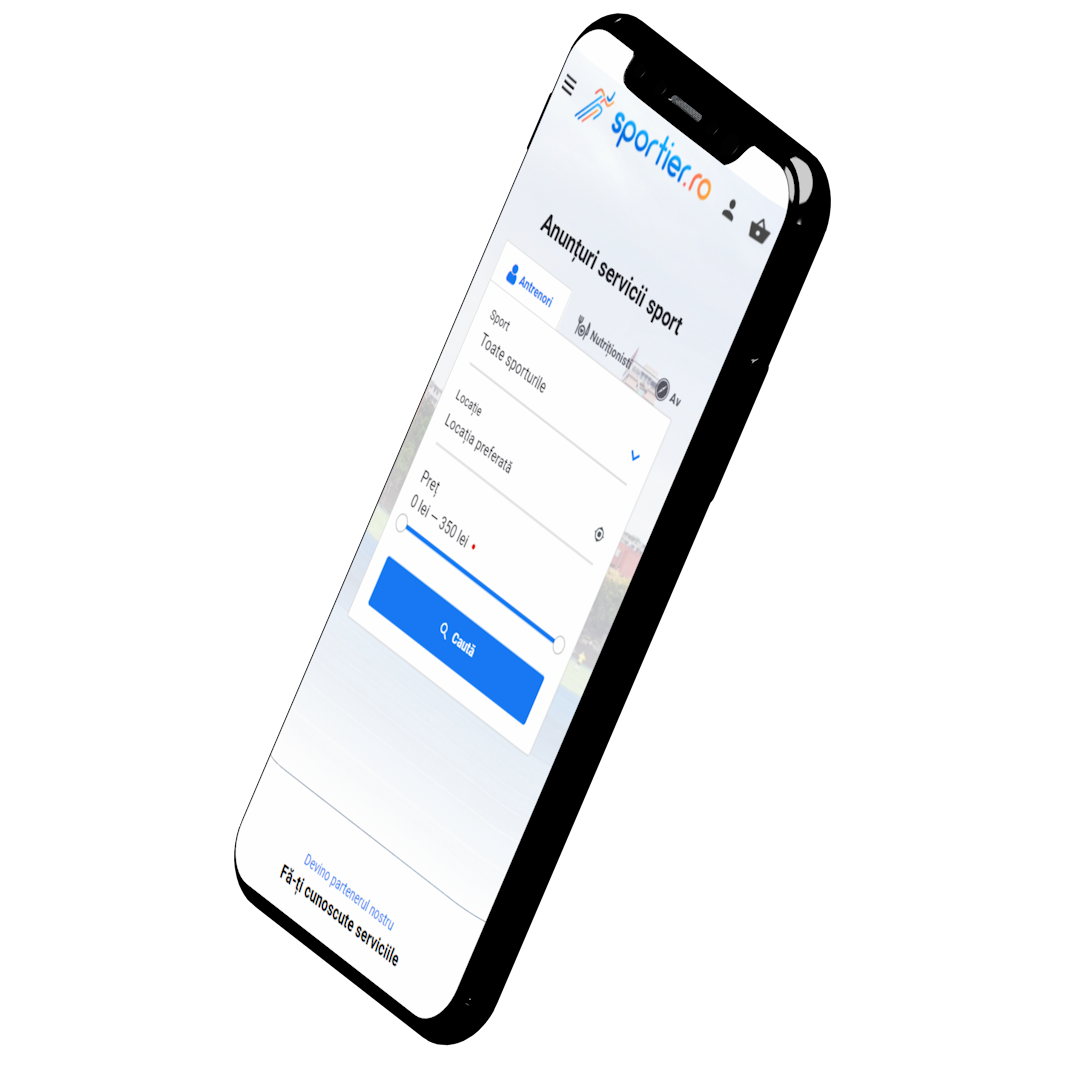 sportier.ro
Anunțuri servicii sport
Antrenori
Nutriționisti
Av
Sport
Toate sporturile
Locație
Locația preferată
Preț
0 lei – 350 lei
Caută
Devino partenerul nostru
Fă-ți cunoscute serviciile